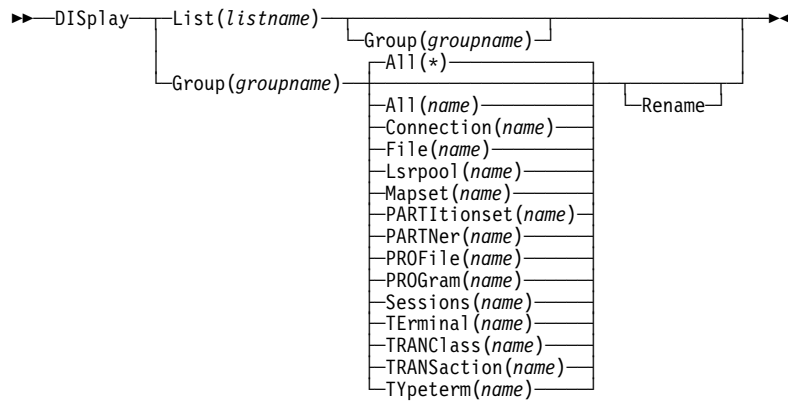 DISplay List(listname)
Group(groupname)
All(*)
Group(groupname)
All(name) Rename
Connection(name)
File(name)
Lsrpool(name)
Mapset(name)
PARTItionset(name)
PARTNer(name)
PROFile(name)
PROGram(name)
Sessions(name)
TErminal(name)
TRANClass(name)
TRANSaction(name)
TYpeterm(name)